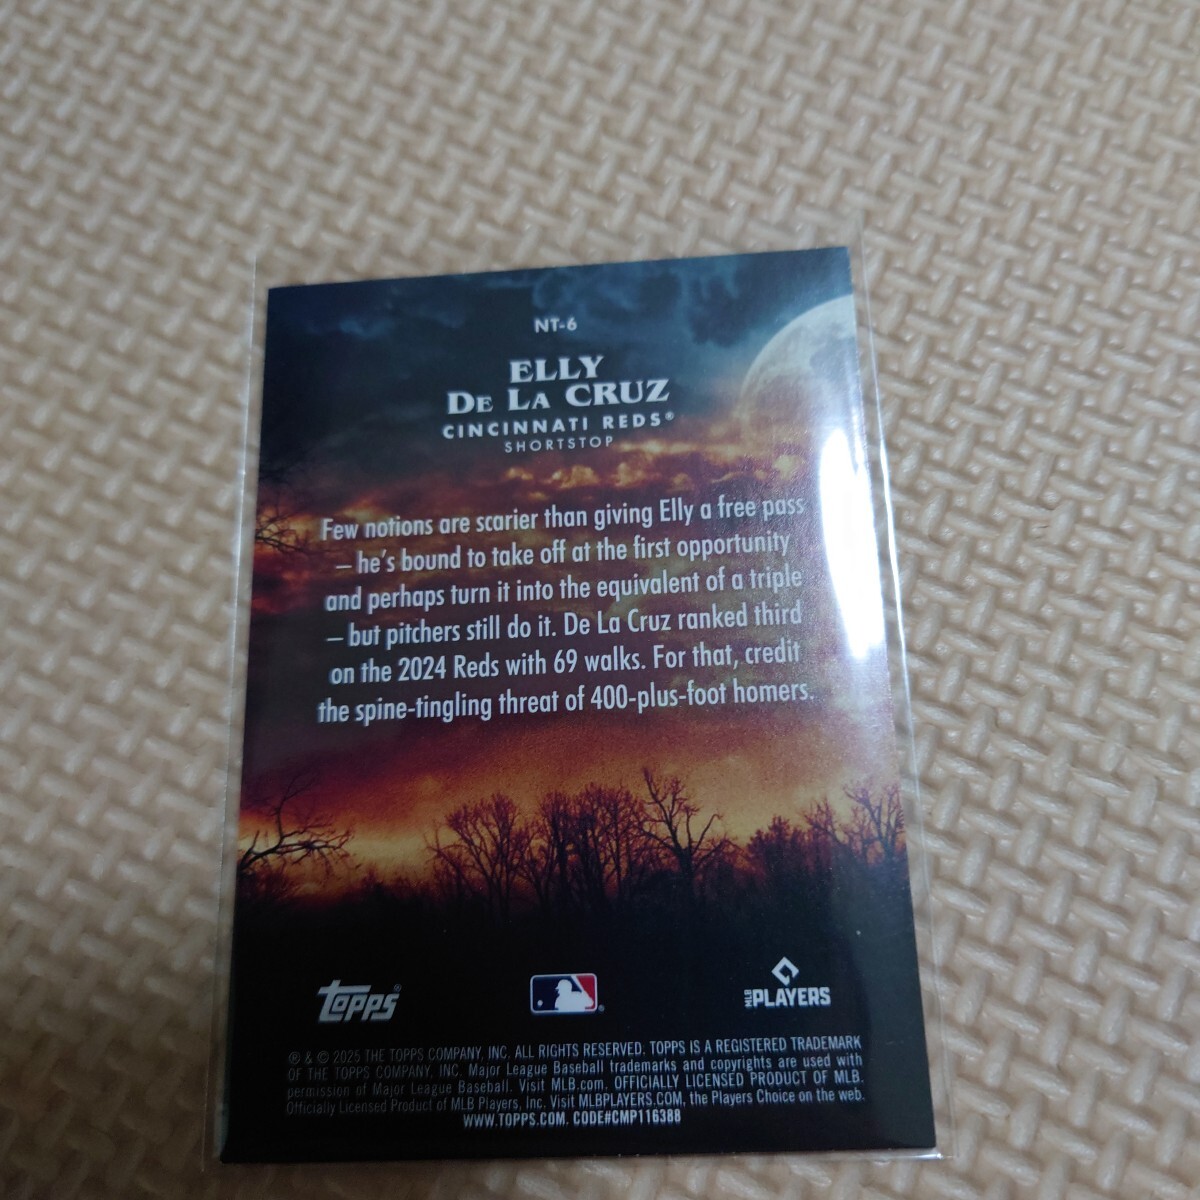 NT-6
ELLY
DE LA CRUZ
CINCINNATI REDS®
SHORTSTOP
Few notions are scarier than giving Elly a free pass
– he's bound to take off at the first opportunity
and perhaps turn it into the equivalent of a triple
– but pitchers still do it. De La Cruz ranked third
on the 2024 Reds with 69 walks. For that, credit
the spine-tingling threat of 400-plus-foot homers.
Topps®
MLB PLAYERS
℗ & © 2025 THE TOPPS COMPANY, INC. ALL RIGHTS RESERVED. TOPPS IS A REGISTERED TRADEMARK
OF THE TOPPS COMPANY, INC. Major League Baseball trademarks and copyrights are used with
permission of Major League Baseball. Visit MLB.com. OFFICIALLY LICENSED PRODUCT OF MLB.
Officially Licensed Product of MLB Players, Inc. Visit MLBPLAYERS.COM, the Players Choice on the web.
WWW.TOPPS.COM. CODE#CMP116388